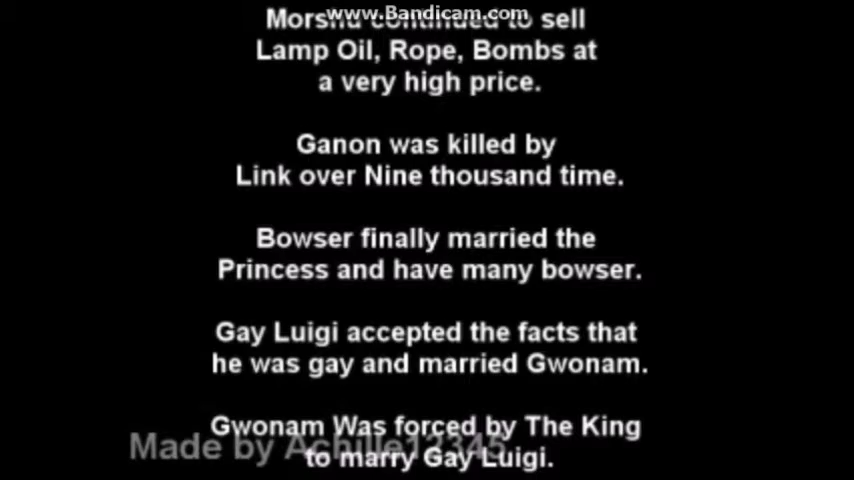 www.Bandicam.com
Morshu continued to sell
Lamp Oil, Rope, Bombs at
a very high price.
Ganon was killed by
Link over Nine thousand time.
Bowser finally married the
Princess and have many bowser.
Gay Luigi accepted the facts that
he was gay and married Gwonam.
Gwonam Was forced by The King
to marry Gay Luigi.
Made by Achille12345